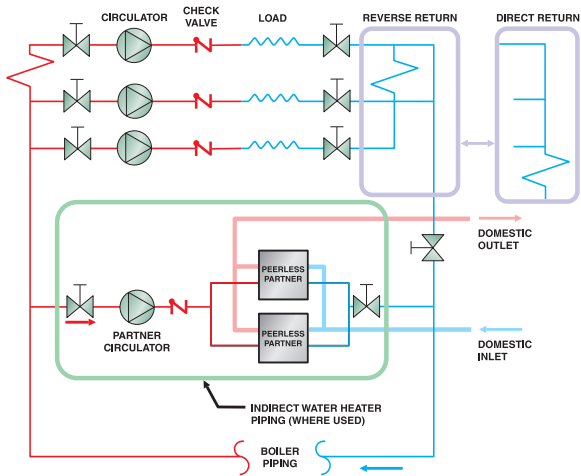 CIRCULATOR
CHECK
VALVE
LOAD
REVERSE RETURN
DIRECT RETURN
DOMESTIC
OUTLET
PEERLESS
PARTNER
PEERLESS
PARTNER
PARTNER
CIRCULATOR
DOMESTIC
INLET
INDIRECT WATER HEATER
PIPING (WHERE USED)
BOILER
PIPING